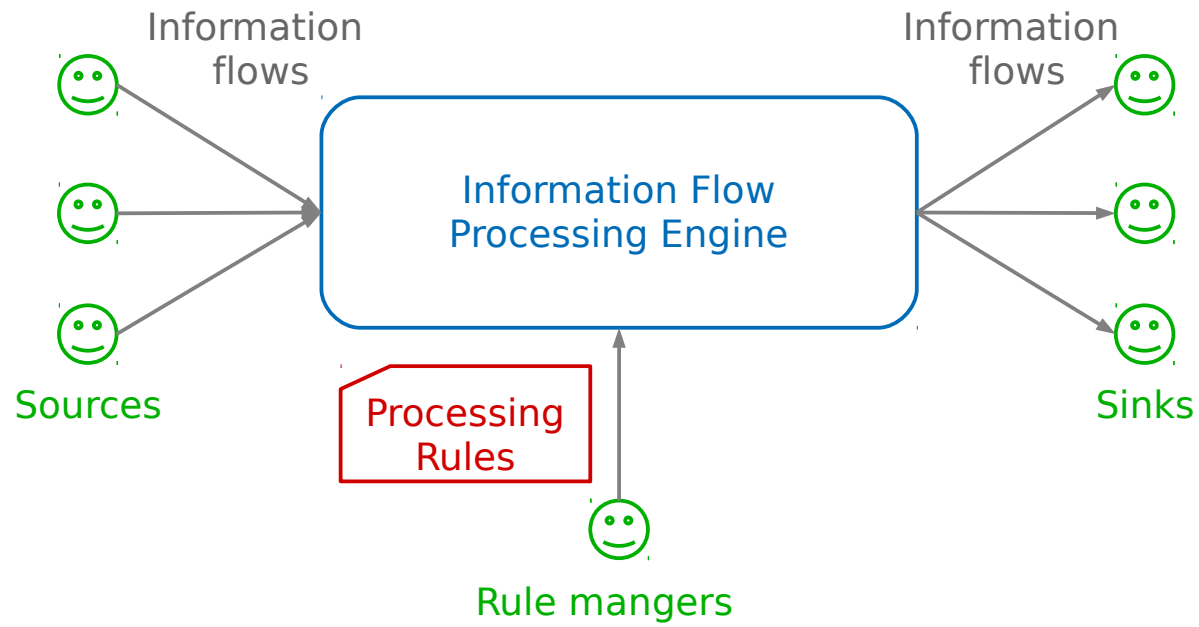 Information
flows
Information
flows
Information Flow
Processing Engine
Sources
Sinks
Processing
Rules
Rule mangers